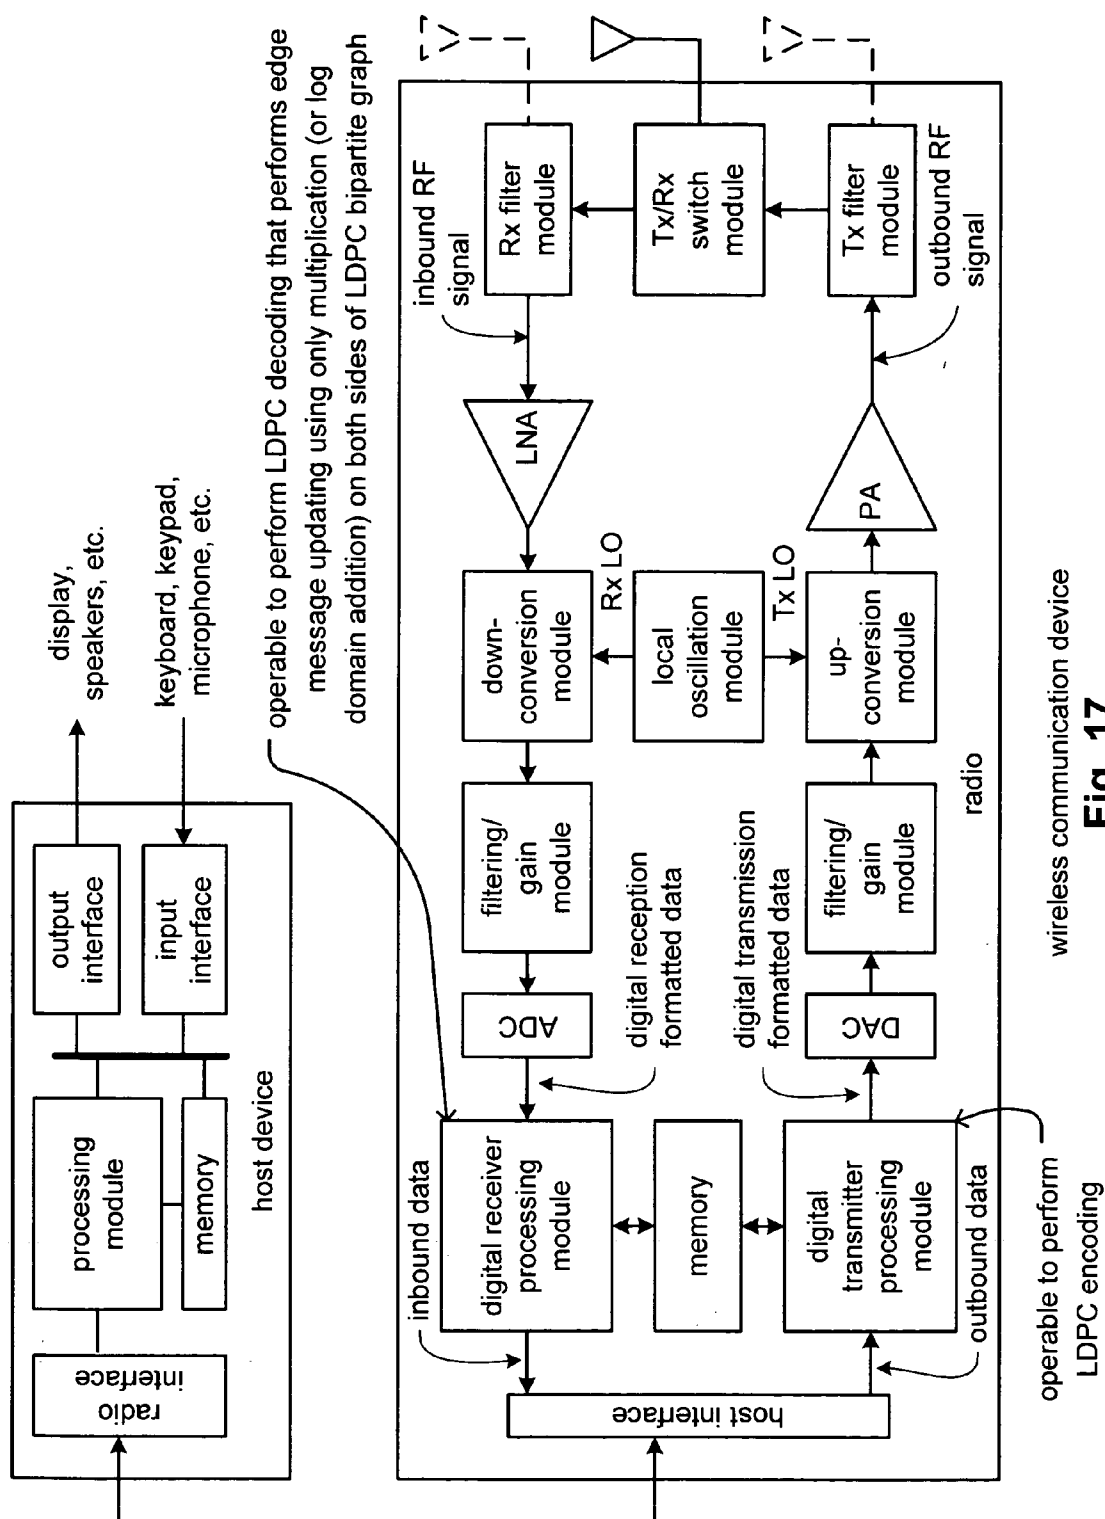 display,
speakers, etc.
keyboard, keypad,
microphone, etc.
output
interface
input
interface
processing
module
memory
radio
interface
host device
operable to perform LDPC decoding that performs edge
message updating using only multiplication (or log
domain addition) on both sides of LDPC bipartite graph
inbound data
digital receiver
processing
module
ADC
digital reception
formatted data
filtering/
gain
module
down-
conversion
module
LNA
inbound RF
signal
Rx filter
module
host interface
memory
Rx LO
local
oscillation
module
Tx LO
Tx/Rx
switch
module
digital
transmitter
processing
module
outbound data
digital transmission
formatted data
DAC
filtering/
gain
module
up-
conversion
module
PA
outbound RF
signal
Tx filter
module
radio
operable to perform
LDPC encoding
wireless communication device
Fig. 17